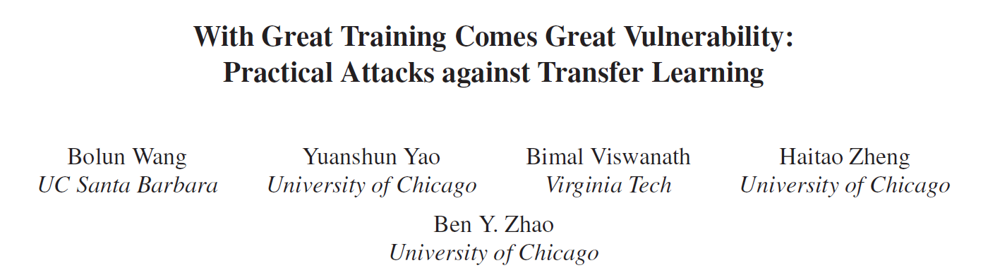 With Great Training Comes Great Vulnerability:
Practical Attacks against Transfer Learning
Bolun Wang
UC Santa Barbara
Yuanshun Yao
University of Chicago
Bimal Viswanath
Virginia Tech
Haitao Zheng
University of Chicago
Ben Y. Zhao
University of Chicago